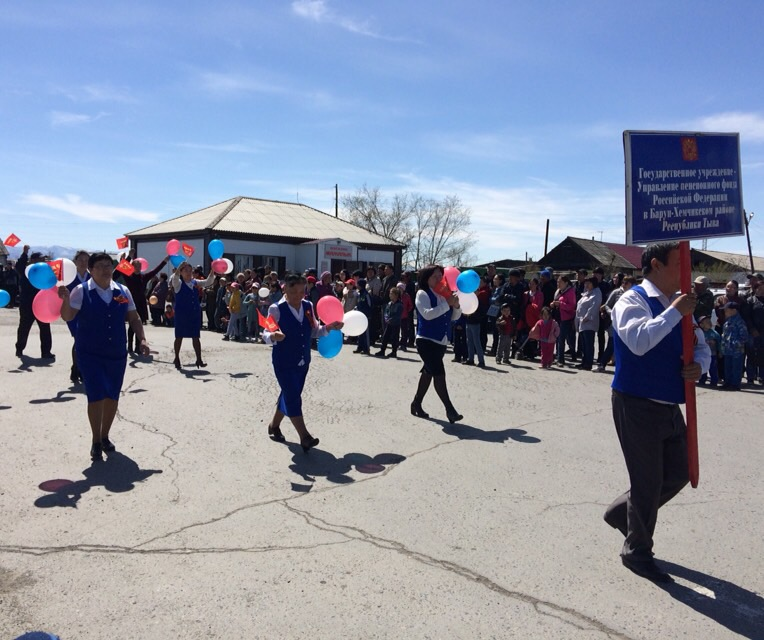 Государственное учреждение-
Управление пенсионного фонда
Российской Федерации
в Барун-Хемчикском районе
Республики Тыва